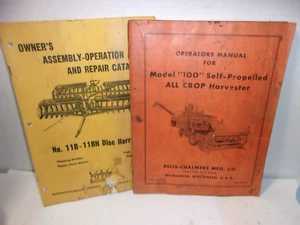 OWNER'S
ASSEMBLY-OPERATION
AND REPAIR CATA
No. 11B - 11BH Disc Harr
OPERATORS MANUAL
FOR
Model "100" Self-Propelled
ALL CROP Harvester
ALLIS-CHALMERS MFG. CO.
MILWAUKEE, WISCONSIN, U.S.A.